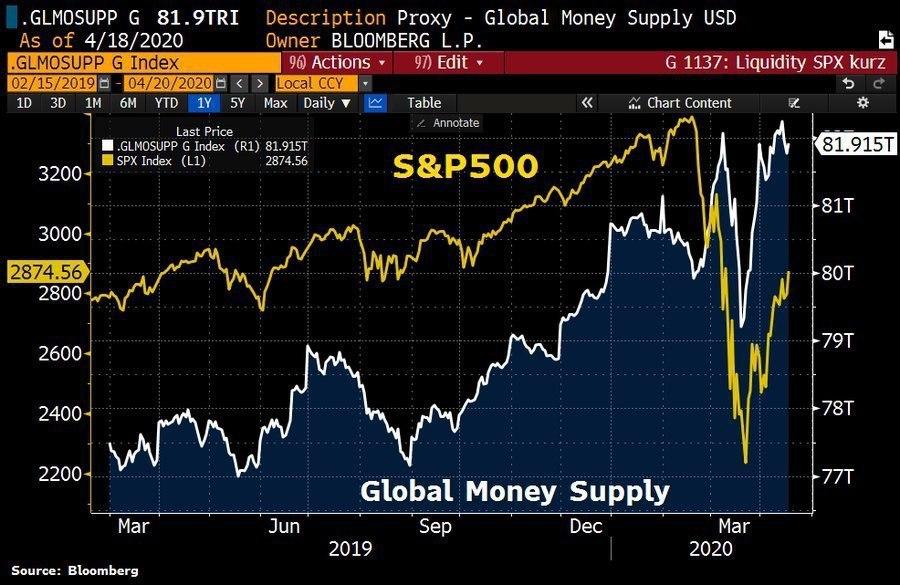 .GLMOSUPP G 81.9TRI Description Proxy - Global Money Supply USD
As of 4/18/2020 Owner BLOOMBERG L.P.
.GLMOSUPP G Index 96) Actions 97) Edit G 1137: Liquidity SPX kurz
02/15/2019 - 04/20/2020 < > Local CCY
1D 3D 1M 6M YTD 1Y 5Y Max Daily ▼ Table « Chart Content
Annotate
Last Price
.GLMOSUPP G Index (R1) 81.915T
SPX Index (L1) 2874.56
S&P500
3200
3000
2874.56
2800
2600
2400
2200
81.915T
81T
80T
79T
78T
77T
Global Money Supply
Mar Jun Sep Dec Mar
2019 2020
Source: Bloomberg